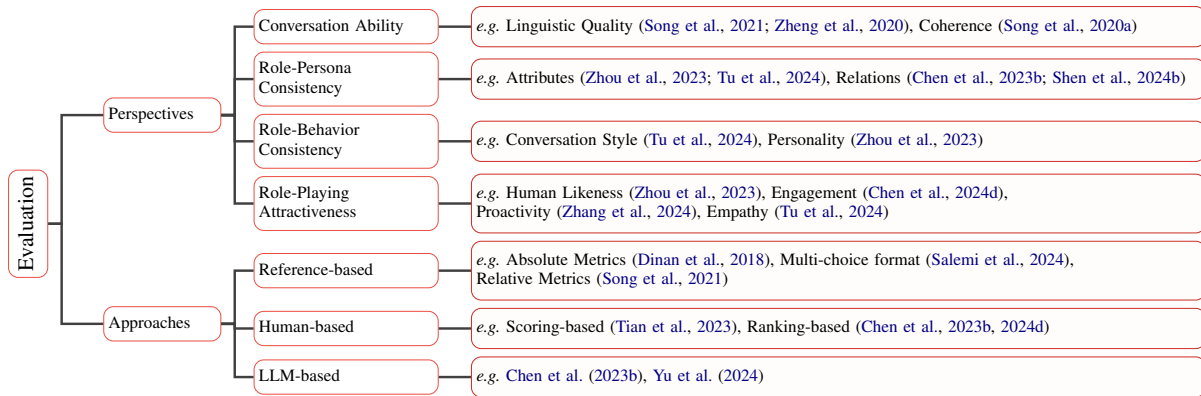 Evaluation
Perspectives
Conversation Ability
e.g. Linguistic Quality (Song et al., 2021; Zheng et al., 2020), Coherence (Song et al., 2020a)
Role-Persona
Consistency
e.g. Attributes (Zhou et al., 2023; Tu et al., 2024), Relations (Chen et al., 2023b; Shen et al., 2024b)
Role-Behavior
Consistency
e.g. Conversation Style (Tu et al., 2024), Personality (Zhou et al., 2023)
Role-Playing
Attractiveness
e.g. Human Likeness (Zhou et al., 2023), Engagement (Chen et al., 2024d),
Proactivity (Zhang et al., 2024), Empathy (Tu et al., 2024)
Approaches
Reference-based
e.g. Absolute Metrics (Dinan et al., 2018), Multi-choice format (Salemi et al., 2024),
Relative Metrics (Song et al., 2021)
Human-based
e.g. Scoring-based (Tian et al., 2023), Ranking-based (Chen et al., 2023b, 2024d)
LLM-based
e.g. Chen et al. (2023b), Yu et al. (2024)